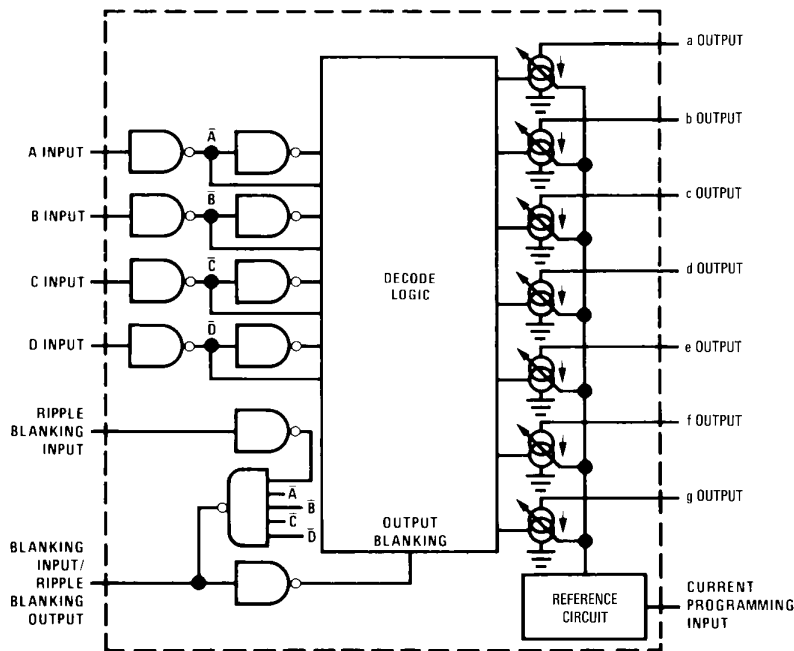 a OUTPUT
b OUTPUT
A INPUT
A̅
c OUTPUT
B INPUT
B̅
C INPUT
C̅
DECODE
LOGIC
d OUTPUT
D INPUT
D̅
e OUTPUT
RIPPLE
BLANKING
INPUT
f OUTPUT
A̅
B̅
C̅
D̅
g OUTPUT
OUTPUT
BLANKING
BLANKING
INPUT/
RIPPLE
BLANKING
OUTPUT
REFERENCE
CIRCUIT
CURRENT
PROGRAMMING
INPUT